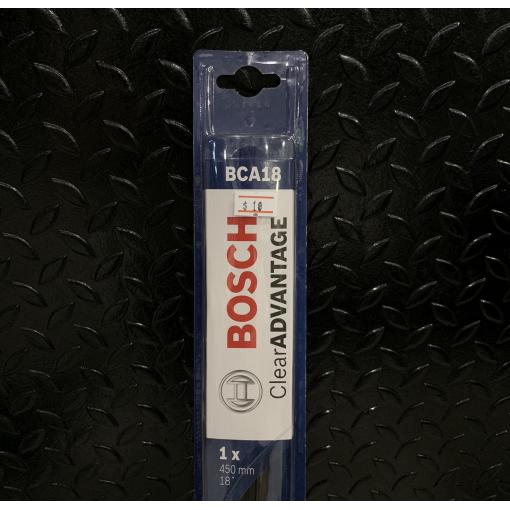 BCA18
$ 10
BOSCH
ClearADVANTAGE
1 x
450 mm
18"